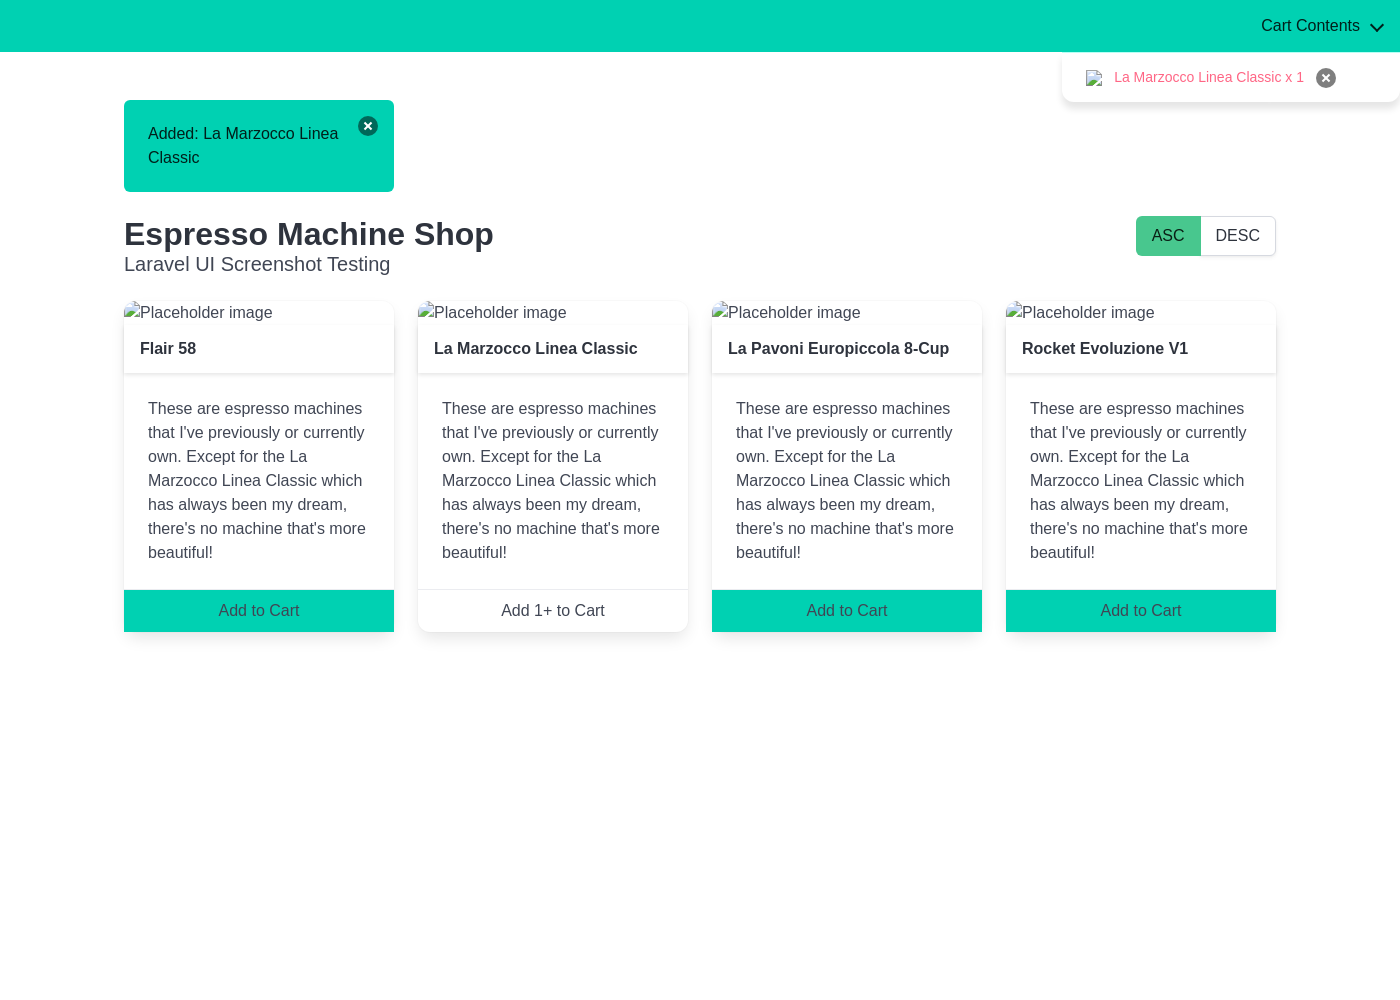 Cart Contents
La Marzocco Linea Classic x 1
Added: La Marzocco Linea
Classic
Espresso Machine Shop
Laravel UI Screenshot Testing
ASC
DESC
Placeholder image
Flair 58
These are espresso machines
that I've previously or currently
own. Except for the La
Marzocco Linea Classic which
has always been my dream,
there's no machine that's more
beautiful!
Add to Cart
Placeholder image
La Marzocco Linea Classic
These are espresso machines
that I've previously or currently
own. Except for the La
Marzocco Linea Classic which
has always been my dream,
there's no machine that's more
beautiful!
Add 1+ to Cart
Placeholder image
La Pavoni Europiccola 8-Cup
These are espresso machines
that I've previously or currently
own. Except for the La
Marzocco Linea Classic which
has always been my dream,
there's no machine that's more
beautiful!
Add to Cart
Placeholder image
Rocket Evoluzione V1
These are espresso machines
that I've previously or currently
own. Except for the La
Marzocco Linea Classic which
has always been my dream,
there's no machine that's more
beautiful!
Add to Cart